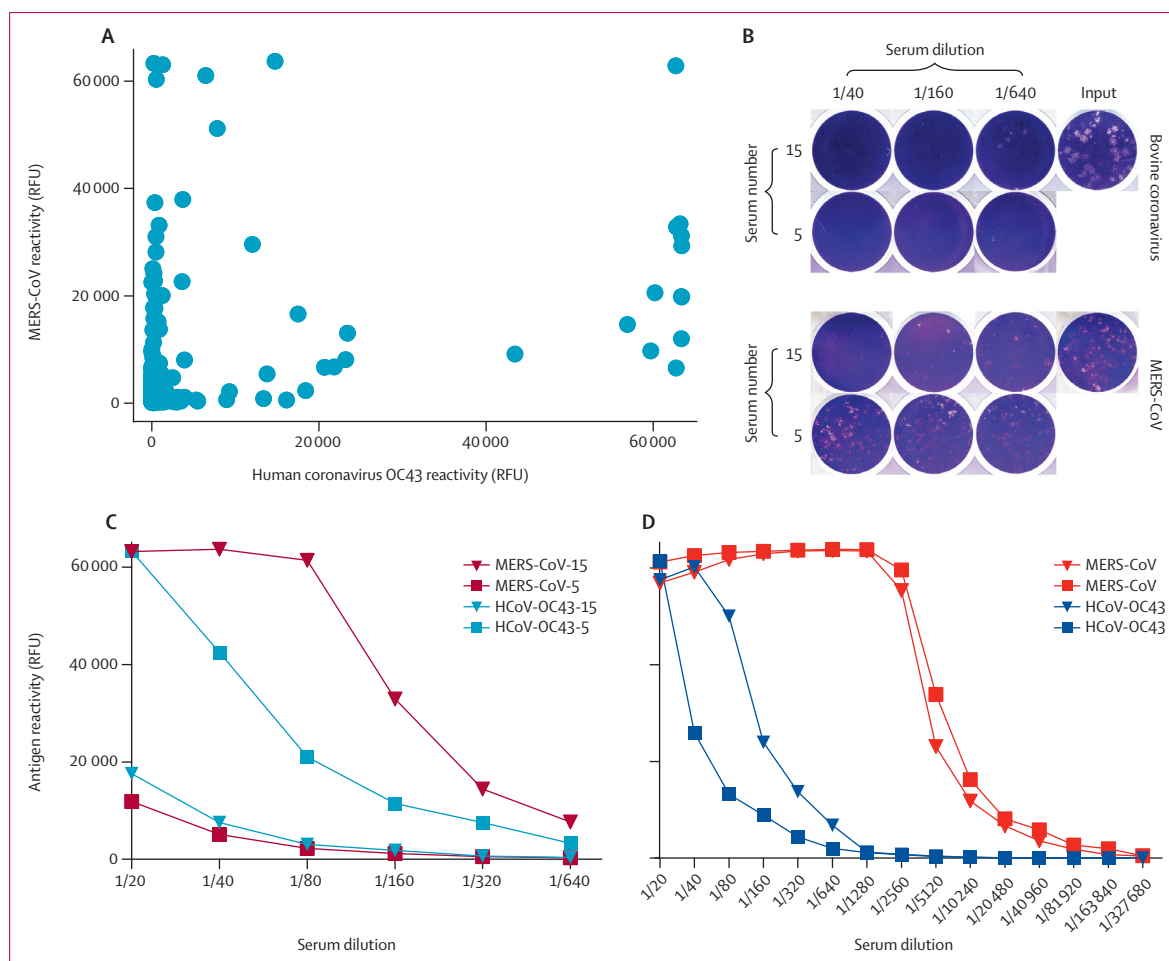 A
MERS-CoV reactivity (RFU)
60 000
40 000
20 000
0
0
20 000
40 000
60 000
Human coronavirus OC43 reactivity (RFU)
B
Serum dilution
1/40
1/160
1/640
Input
Serum number
15
5
Bovine coronavirus
Serum number
15
5
MERS-CoV
C
Antigen reactivity (RFU)
60 000
40 000
20 000
0
MERS-CoV-15
MERS-CoV-5
HCoV-OC43-15
HCoV-OC43-5
1/20
1/40
1/80
1/160
1/320
1/640
Serum dilution
D
MERS-CoV
MERS-CoV
HCoV-OC43
HCoV-OC43
1/20
1/40
1/80
1/160
1/320
1/640
1/1280
1/2560
1/5120
1/10 240
1/20 480
1/40 960
1/81 920
1/163 840
1/327 680
Serum dilution